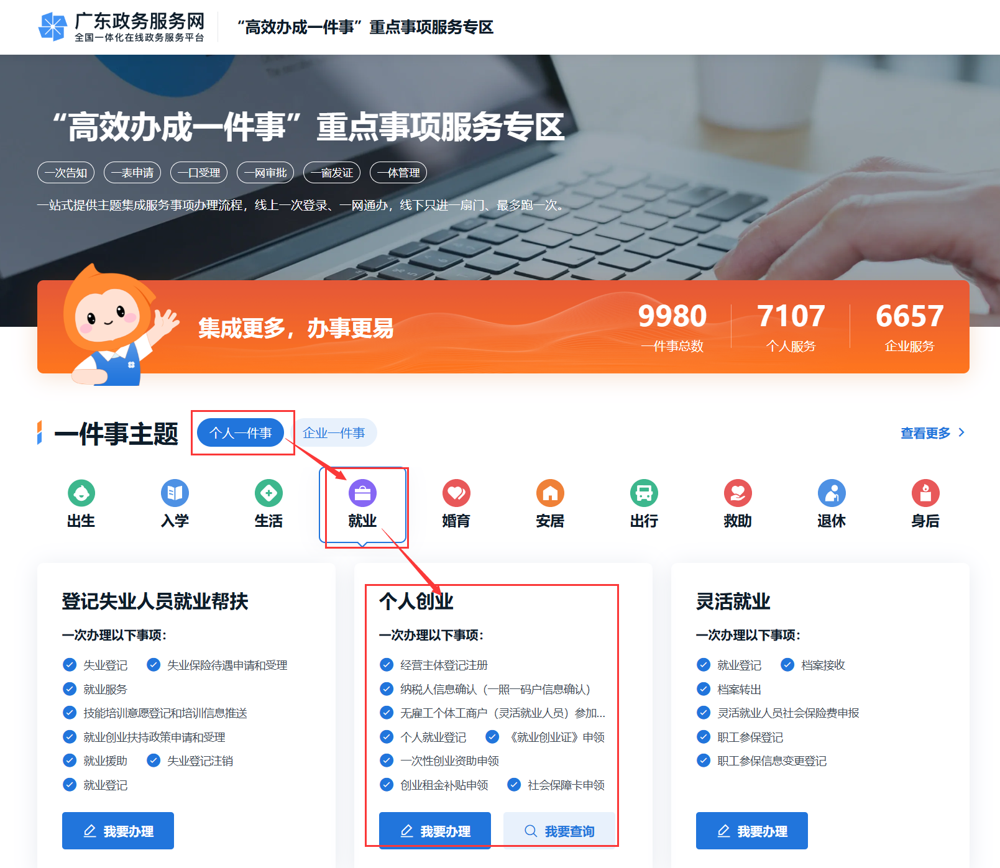 广东政务服务网
全国一体化在线政务服务平台
“高效办成一件事”重点事项服务专区
“高效办成一件事”重点事项服务专区
一次告知 一表申请 一口受理 一网审批 一窗发证 一体管理
一站式提供主题集成服务事项办理流程，线上一次登录、一网通办，线下只进一扇门、最多跑一次。
集成更多，办事更易
9980 7107 6657
一件事总数 个人服务 企业服务
一件事主题 个人一件事 企业一件事 查看更多
出生 入学 生活 就业 婚育 安居 出行 救助 退休 身后
登记失业人员就业帮扶
一次办理以下事项：
失业登记 失业保险待遇申请和受理
就业服务
技能培训意愿登记和培训信息推送
就业创业扶持政策申请和受理
就业援助 失业登记注销
就业登记
我要办理
个人创业
一次办理以下事项：
经营主体登记注册
纳税人信息确认（一照一码户信息确认）
无雇工个体工商户（灵活就业人员）参加...
个人就业登记 《就业创业证》申领
一次性创业资助申领
创业租金补贴申领 社会保障卡申领
我要办理 我要查询
灵活就业
一次办理以下事项：
就业登记 档案接收
档案转出
灵活就业人员社会保险费申报
职工参保登记
职工参保信息变更登记
我要办理